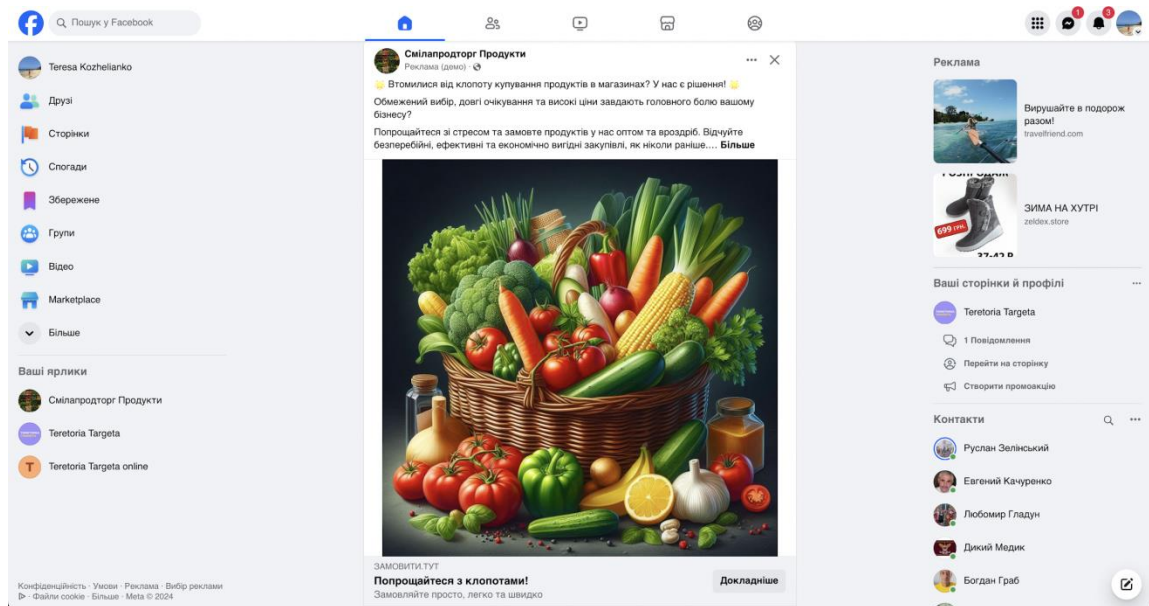 Пошук у Facebook
1
3
Teresa Kozhelianko
Друзі
Сторінки
Спогади
Збережене
Групи
Відео
Marketplace
Більше
Ваші ярлики
Смілапродторг Продукти
Teretoria Targeta
T
Teretoria Targeta online
Конфіденційність · Умови · Реклама · Вибір реклами
· Файли cookie · Більше · Meta © 2024
Смілапродторг Продукти
Реклама (демо) ·
Втомилися від клопоту купування продуктів в магазинах? У нас є рішення!
Обмежений вибір, довгі очікування та високі ціни завдають головного болю вашому
бізнесу?
Попрощайтеся зі стресом та замовте продуктів у нас оптом та вроздріб. Відчуйте
безперебійні, ефективні та економічно вигідні закупівлі, як ніколи раніше.... Більше
ЗАМОВИТИ.ТУТ
Попрощайтеся з клопотами!
Замовляйте просто, легко та швидко
Докладніше
Реклама
Вирушайте в подорож
разом!
travelfriend.com
РОЗПРОДАЖ
699 грн.
37-42 Р
ЗИМА НА ХУТРІ
zeldex.store
Ваші сторінки й профілі
Teretoria Targeta
1 Повідомлення
Перейти на сторінку
Створити промоакцію
Контакти
Руслан Зелінський
Евгений Качуренко
Любомир Гладун
Дикий Медик
Богдан Граб